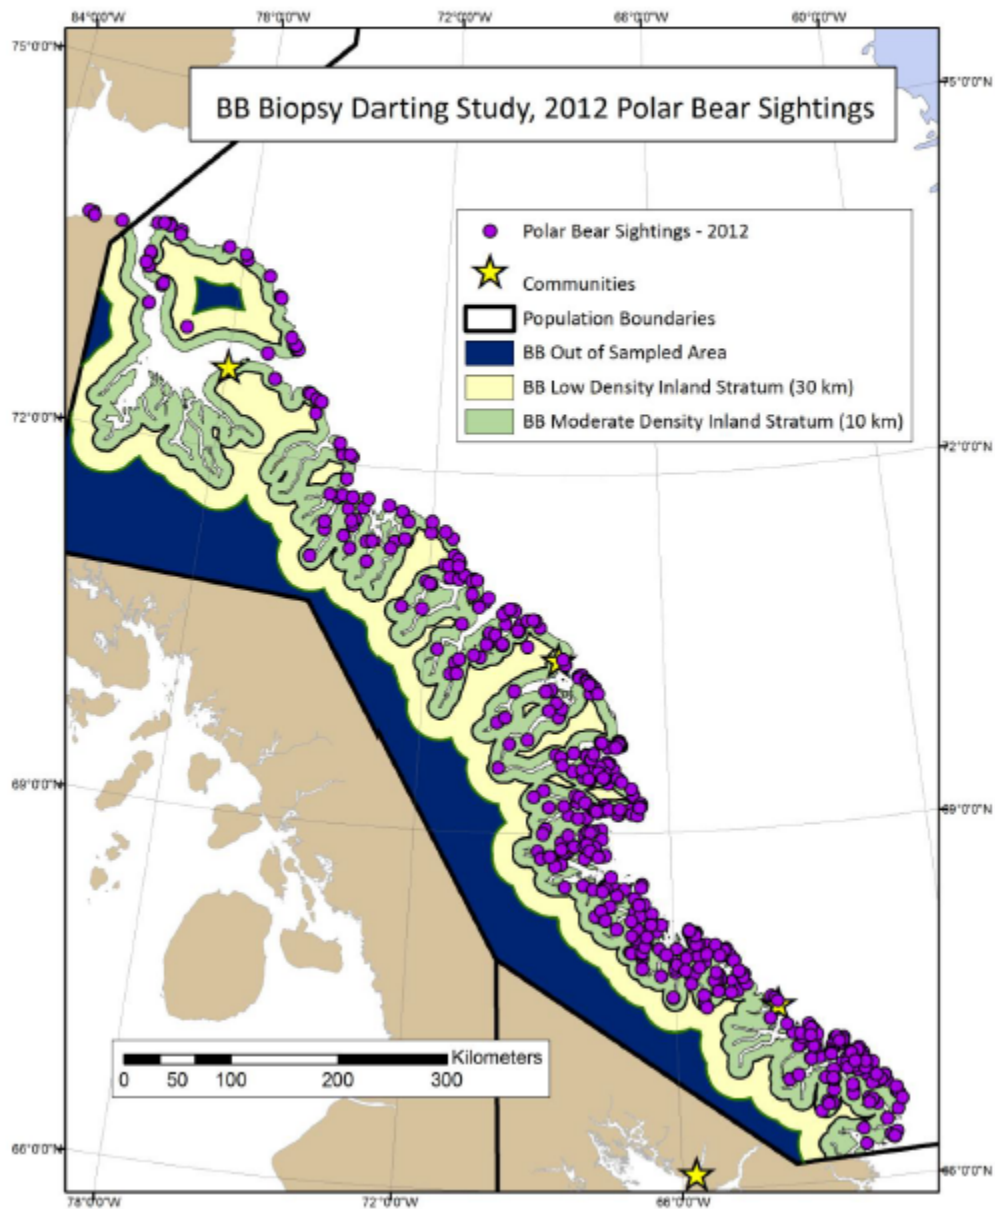 84°0'0"W 78°0'0"W 72°0'0"W 66°0'0"W 60°0'0"W
75°0'0"N
75°0'0"N
BB Biopsy Darting Study, 2012 Polar Bear Sightings
Polar Bear Sightings - 2012
Communities
Population Boundaries
BB Out of Sampled Area
BB Low Density Inland Stratum (30 km)
BB Moderate Density Inland Stratum (10 km)
72°0'0"N
72°0'0"N
69°0'0"N
69°0'0"N
Kilometers
0 50 100 200 300
66°0'0"N
66°0'0"N
78°0'0"W 72°0'0"W 66°0'0"W